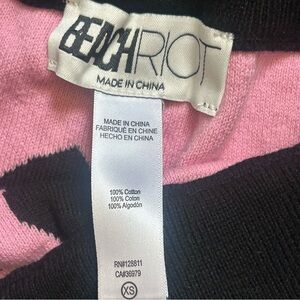 BEACHRIOT
MADE IN CHINA
MADE IN CHINA
FABRIQUÉ EN CHINE
HECHO EN CHINA
100% Cotton
100% Coton
100% Algodón
RN#128811
CA#36979
XS